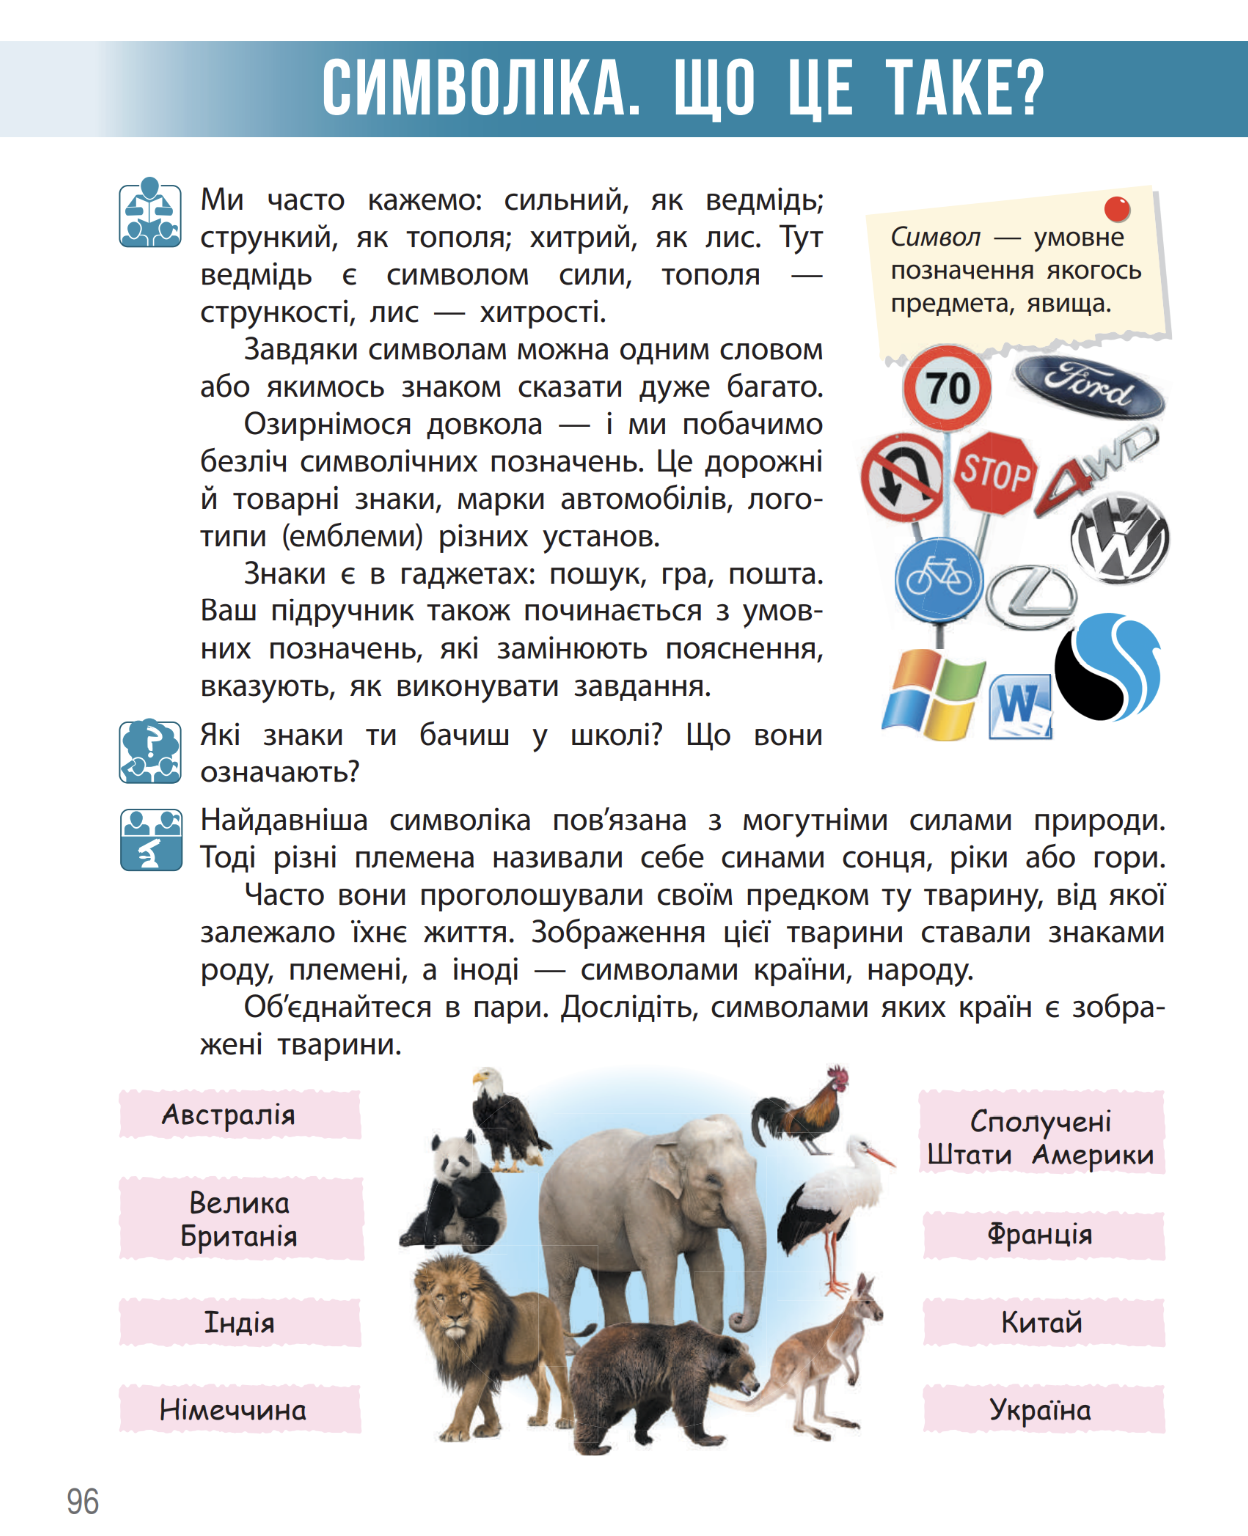 СИМВОЛІКА. ЩО ЦЕ ТАКЕ?
Ми часто кажемо: сильний, як ведмідь;
стрункий, як тополя; хитрий, як лис. Тут
ведмідь є символом сили, тополя —
стрункості, лис — хитрості.
Завдяки символам можна одним словом
або якимось знаком сказати дуже багато.
Озирнімося довкола — і ми побачимо
безліч символічних позначень. Це дорожні
й товарні знаки, марки автомобілів, лого-
типи (емблеми) різних установ.
Знаки є в гаджетах: пошук, гра, пошта.
Ваш підручник також починається з умов-
них позначень, які замінюють пояснення,
вказують, як виконувати завдання.
Символ — умовне
позначення якогось
предмета, явища.
70
Ford
STOP
4WD
W
Які знаки ти бачиш у школі? Що вони
означають?
Найдавніша символіка пов’язана з могутніми силами природи.
Тоді різні племена називали себе синами сонця, ріки або гори.
Часто вони проголошували своїм предком ту тварину, від якої
залежало їхнє життя. Зображення цієї тварини ставали знаками
роду, племені, а іноді — символами країни, народу.
Об’єднайтеся в пари. Дослідіть, символами яких країн є зобра-
жені тварини.
Австралія
Велика
Британія
Індія
Німеччина
Сполучені
Штати Америки
Франція
Китай
Україна
96